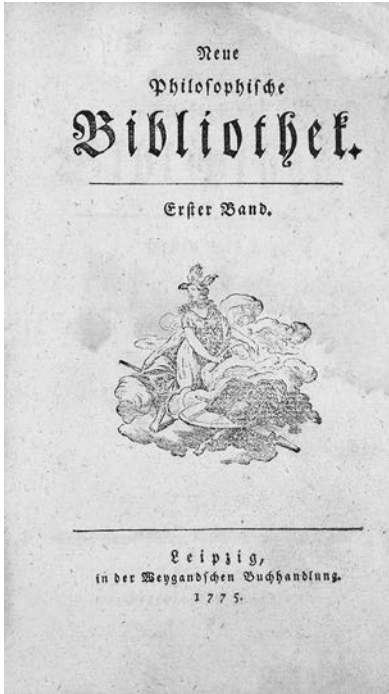 Neue
Philosophische
Bibliothek.
Erster Band.
Leipzig,
in der Weygandschen Buchhandlung.
1775.